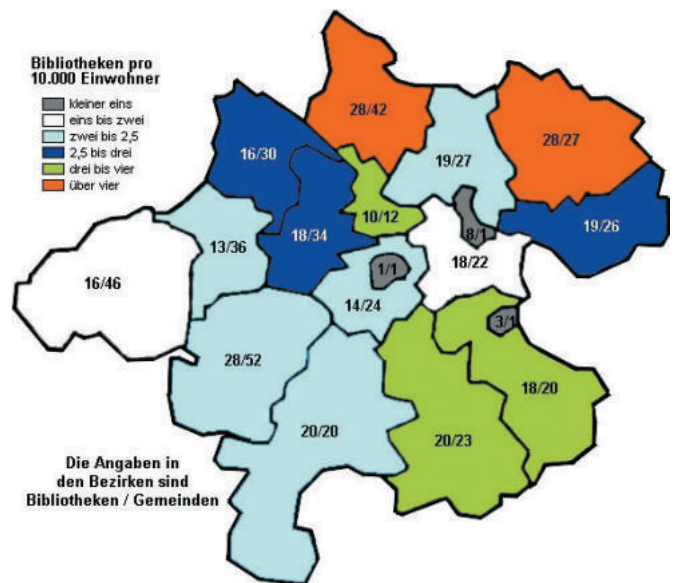 Bibliotheken pro
10.000 Einwohner
kleiner eins
eins bis zwei
zwei bis 2,5
2,5 bis drei
drei bis vier
über vier
28/42
28/27
16/30
19/27
10/12
19/26
13/36
18/34
8/1
18/22
1/1
16/46
14/24
3/1
28/52
18/20
20/20
20/23
Die Angaben in
den Bezirken sind
Bibliotheken / Gemeinden